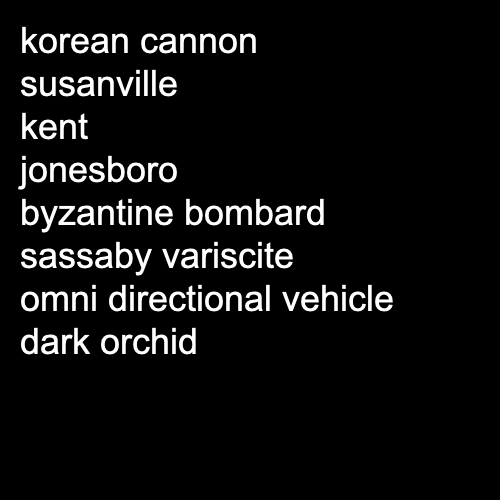 korean cannon
susanville
kent
jonesboro
byzantine bombard
sassaby variscite
omni directional vehicle
dark orchid